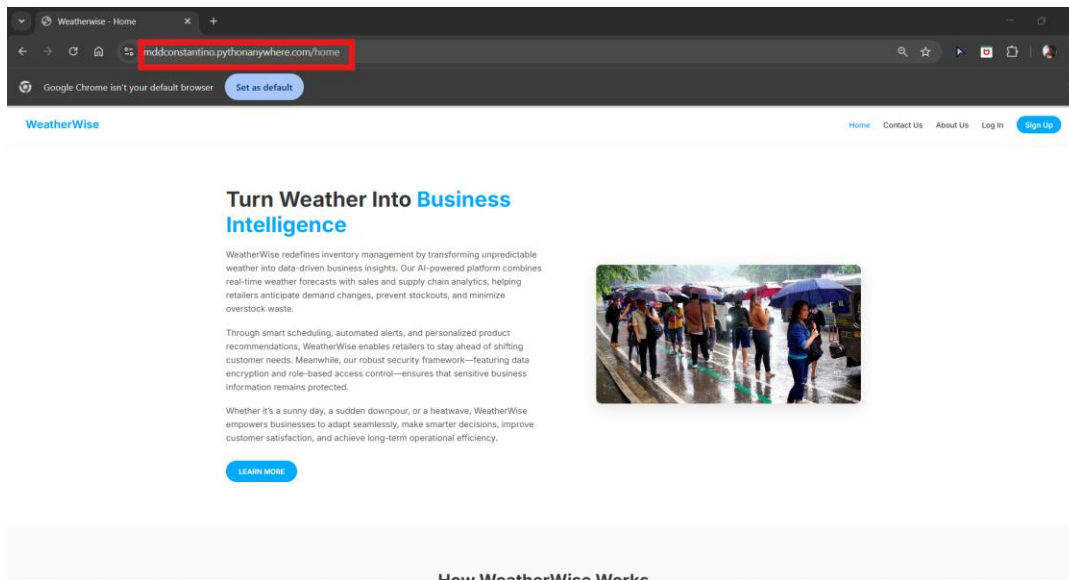 Weatherwise - Home
mddconstantino.pythonanywhere.com/home
Google Chrome isn't your default browser
Set as default
WeatherWise
Home
Contact Us
About Us
Log In
Sign Up
Turn Weather Into Business
Intelligence
WeatherWise redefines inventory management by transforming unpredictable
weather into data-driven business insights. Our AI-powered platform combines
real-time weather forecasts with sales and supply chain analytics, helping
retailers anticipate demand changes, prevent stockouts, and minimize
overstock waste.
Through smart scheduling, automated alerts, and personalized product
recommendations, WeatherWise enables retailers to stay ahead of shifting
customer needs. Meanwhile, our robust security framework—featuring data
encryption and role-based access control—ensures that sensitive business
information remains protected.
Whether it's a sunny day, a sudden downpour, or a heatwave, WeatherWise
empowers businesses to adapt seamlessly, make smarter decisions, improve
customer satisfaction, and achieve long-term operational efficiency.
LEARN MORE
How WeatherWise Works